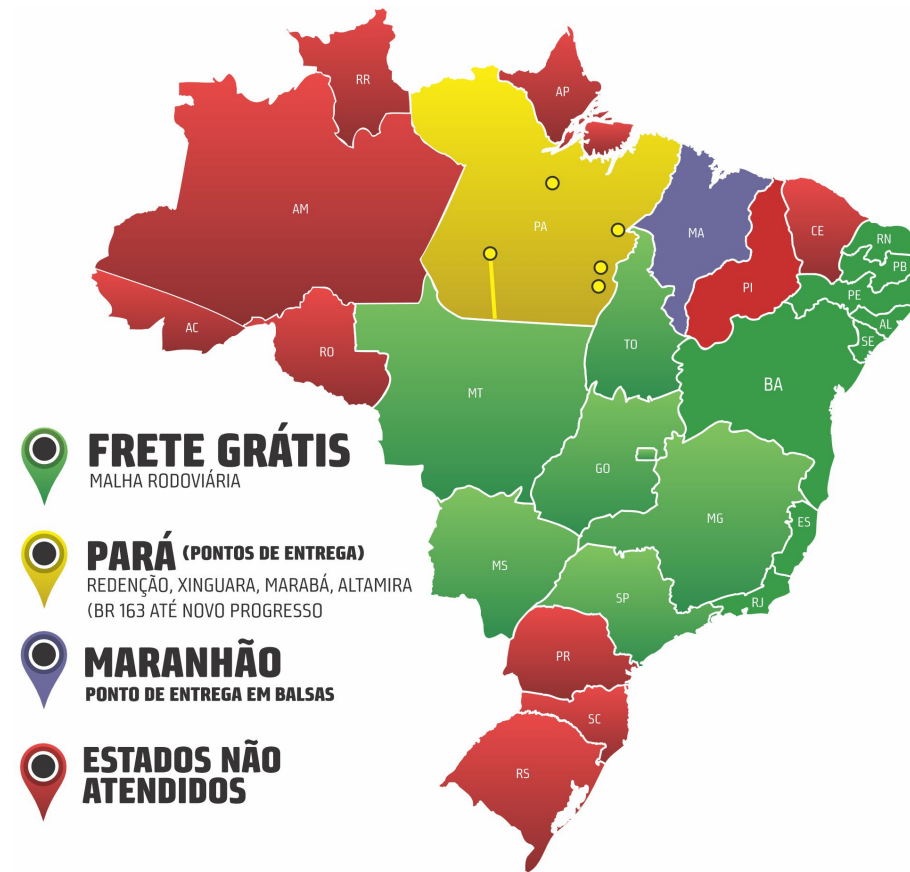 RR
AP
AM
PA
MA
CE
RN
PB
PI
PE
AL
SE
AC
RO
TO
MT
BA
GO
MG
ES
MS
SP
RJ
PR
SC
RS
FRETE GRÁTIS
MALHA RODOVIÁRIA
PARÁ (PONTOS DE ENTREGA)
REDENÇÃO, XINGUARA, MARABÁ, ALTAMIRA
(BR 163 ATÉ NOVO PROGRESSO
MARANHÃO
PONTO DE ENTREGA EM BALSAS
ESTADOS NÃO
ATENDIDOS